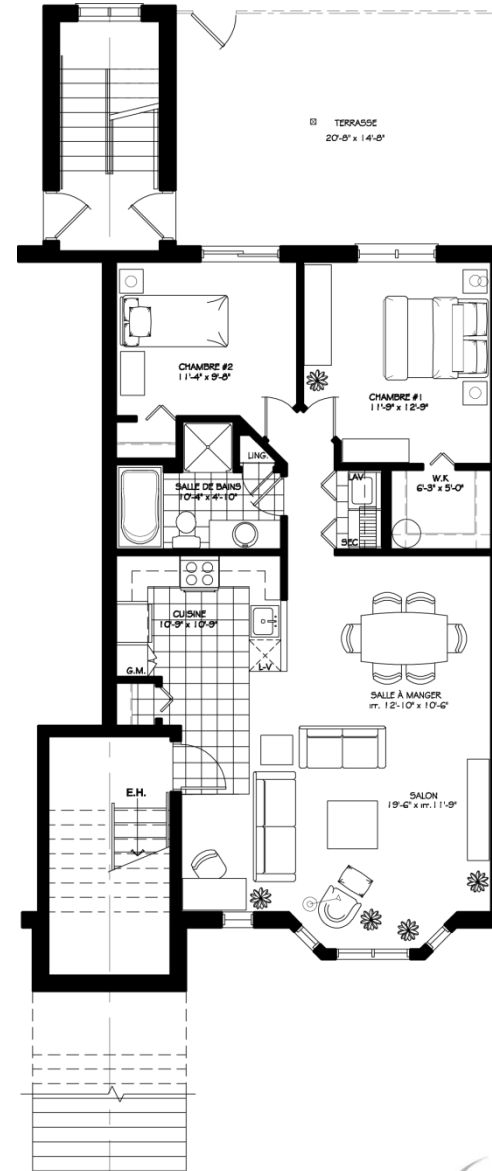 TERRASSE
20'-8" x 14'-8"
CHAMBRE #2
11'-4" x 9'-8"
CHAMBRE #1
11'-9" x 12'-9"
LING.
SALLE DE BAINS
10'-4" x 4'-10"
LAV.
W.K
6'-3" x 5'-0"
SEC
CUISINE
10'-9" x 10'-9"
G.M.
L-V
SALLE À MANGER
irr. 12'-10" x 10'-6"
E.H.
SALON
19'-6" x irr. 11'-9"